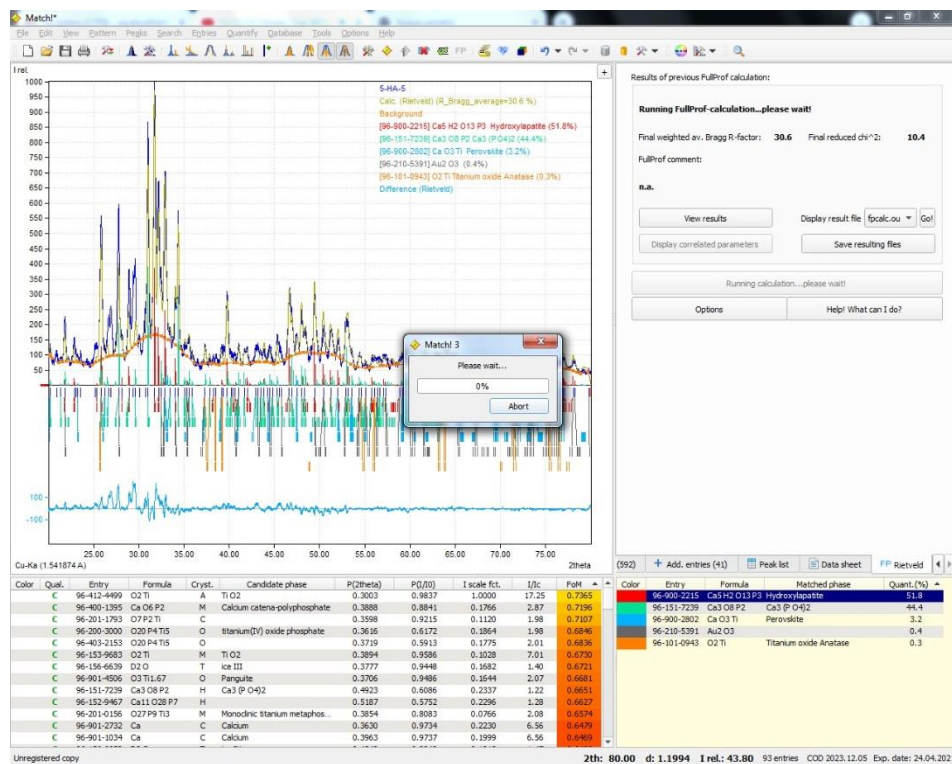 Match!*
File Edit View Pattern Peaks Search Entries Quantify Database Tools Options Help
I rel.
5-HA-5
Calc. (Rietveld) (R_Bragg_average=30.6 %)
Background
[96-900-2215] Ca5 H2 O13 P3 Hydroxylapatite (51.8%)
[96-151-7239] Ca3 O8 P2 Ca3 (P O4)2 (44.4%)
[96-900-2802] Ca O3 Ti Perovskite (3.2%)
[96-210-5391] Au2 O3 (0.4%)
[96-101-0943] O2 Ti Titanium oxide Anatase (0.3%)
Difference (Rietveld)
1000
950
900
850
800
750
700
650
600
550
500
450
400
350
300
250
200
150
100
50
100
-100
25.00 30.00 35.00 40.00 45.00 50.00 55.00 60.00 65.00 70.00 75.00
Cu-Ka (1.541874 A) 2theta
Match! 3
Please wait...
0%
Abort
Results of previous FullProf calculation:
Running FullProf-calculation...please wait!
Final weighted av. Bragg R-factor: 30.6 Final reduced chi^2: 10.4
FullProf comment:
n.a.
View results Display result file fpcalc.ou Go!
Display correlated parameters Save resulting files
Running calculation...please wait!
Options Help! What can I do?
(592) Add. entries (41) Peak list Data sheet FP Rietveld
Color Qual. Entry Formula Cryst. Candidate phase P(2theta) P(I/I0) I scale fct. I/Ic FoM
C 96-412-4499 O2 Ti A Ti O2 0.3003 0.9837 1.0000 17.25 0.7365
C 96-400-1395 Ca O6 P2 M Calcium catena-polyphosphate 0.3888 0.8841 0.1766 2.87 0.7196
C 96-201-1793 O7 P2 Ti C 0.3598 0.9215 0.1120 1.98 0.7107
C 96-200-3000 O20 P4 Ti5 O titanium(IV) oxide phosphate 0.3616 0.6172 0.1864 1.98 0.6846
C 96-403-2153 O20 P4 Ti5 O 0.3719 0.5913 0.1775 2.01 0.6836
C 96-153-9683 O2 Ti M Ti O2 0.3894 0.9586 0.1028 7.01 0.6730
C 96-156-6639 D2 O T ice III 0.3777 0.9448 0.1682 1.40 0.6721
C 96-901-4506 O3 Ti1.67 O Panguite 0.3706 0.9486 0.1644 2.07 0.6681
C 96-151-7239 Ca3 O8 P2 H Ca3 (P O4)2 0.4923 0.6086 0.2337 1.22 0.6651
C 96-152-9467 Ca11 O28 P7 H 0.5187 0.5752 0.2296 1.28 0.6627
C 96-201-0156 O27 P9 Ti3 M Monoclinic titanium metaphos... 0.3854 0.8083 0.0766 2.08 0.6574
C 96-901-2732 Ca C Calcium 0.3630 0.9734 0.2230 6.56 0.6479
C 96-901-1034 Ca C Calcium 0.3963 0.9737 0.1999 6.56 0.6469
Color Entry Formula Matched phase Quant.(%)
96-900-2215 Ca5 H2 O13 P3 Hydroxylapatite 51.8
96-151-7239 Ca3 O8 P2 Ca3 (P O4)2 44.4
96-900-2802 Ca O3 Ti Perovskite 3.2
96-210-5391 Au2 O3 0.4
96-101-0943 O2 Ti Titanium oxide Anatase 0.3
Unregistered copy 2th: 80.00 d: 1.1994 I rel.: 43.80 93 entries COD 2023.12.05 Exp. date: 24.04.202